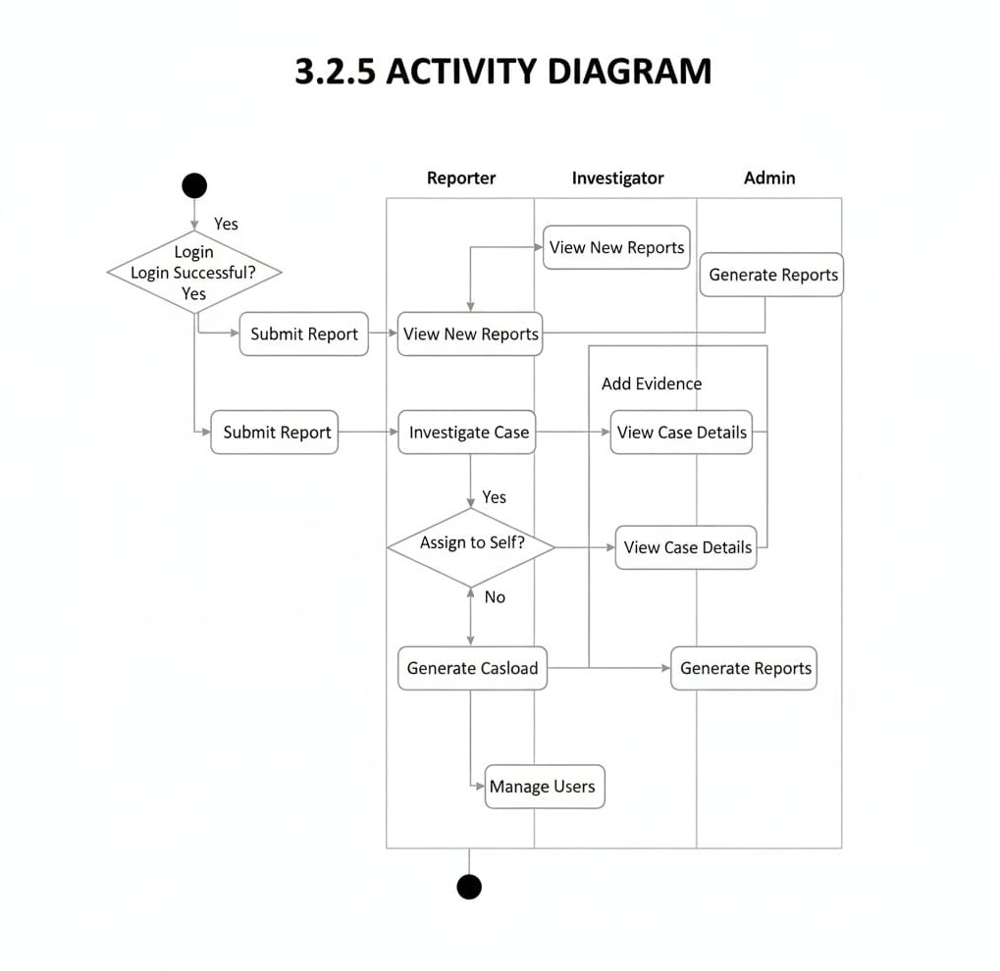 3.2.5 ACTIVITY DIAGRAM
Reporter
Investigator
Admin
Yes
Login
Login Successful?
Yes
View New Reports
Generate Reports
Submit Report
View New Reports
Add Evidence
Submit Report
Investigate Case
View Case Details
Yes
Assign to Self?
View Case Details
No
Generate Casload
Generate Reports
Manage Users